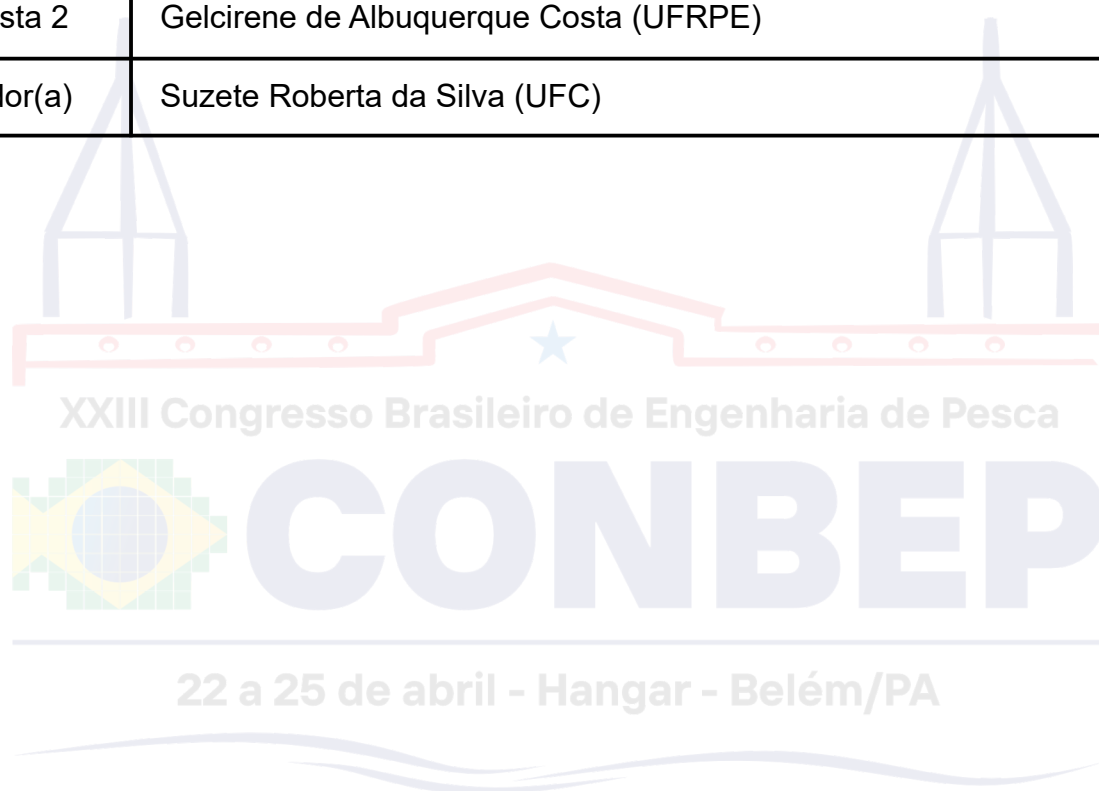 sta 2 Gelcirene de Albuquerque Costa (UFRPE)
dor(a) Suzete Roberta da Silva (UFC)
XXIII Congresso Brasileiro de Engenharia de Pesca
CONBEP
22 a 25 de abril - Hangar - Belém/PA